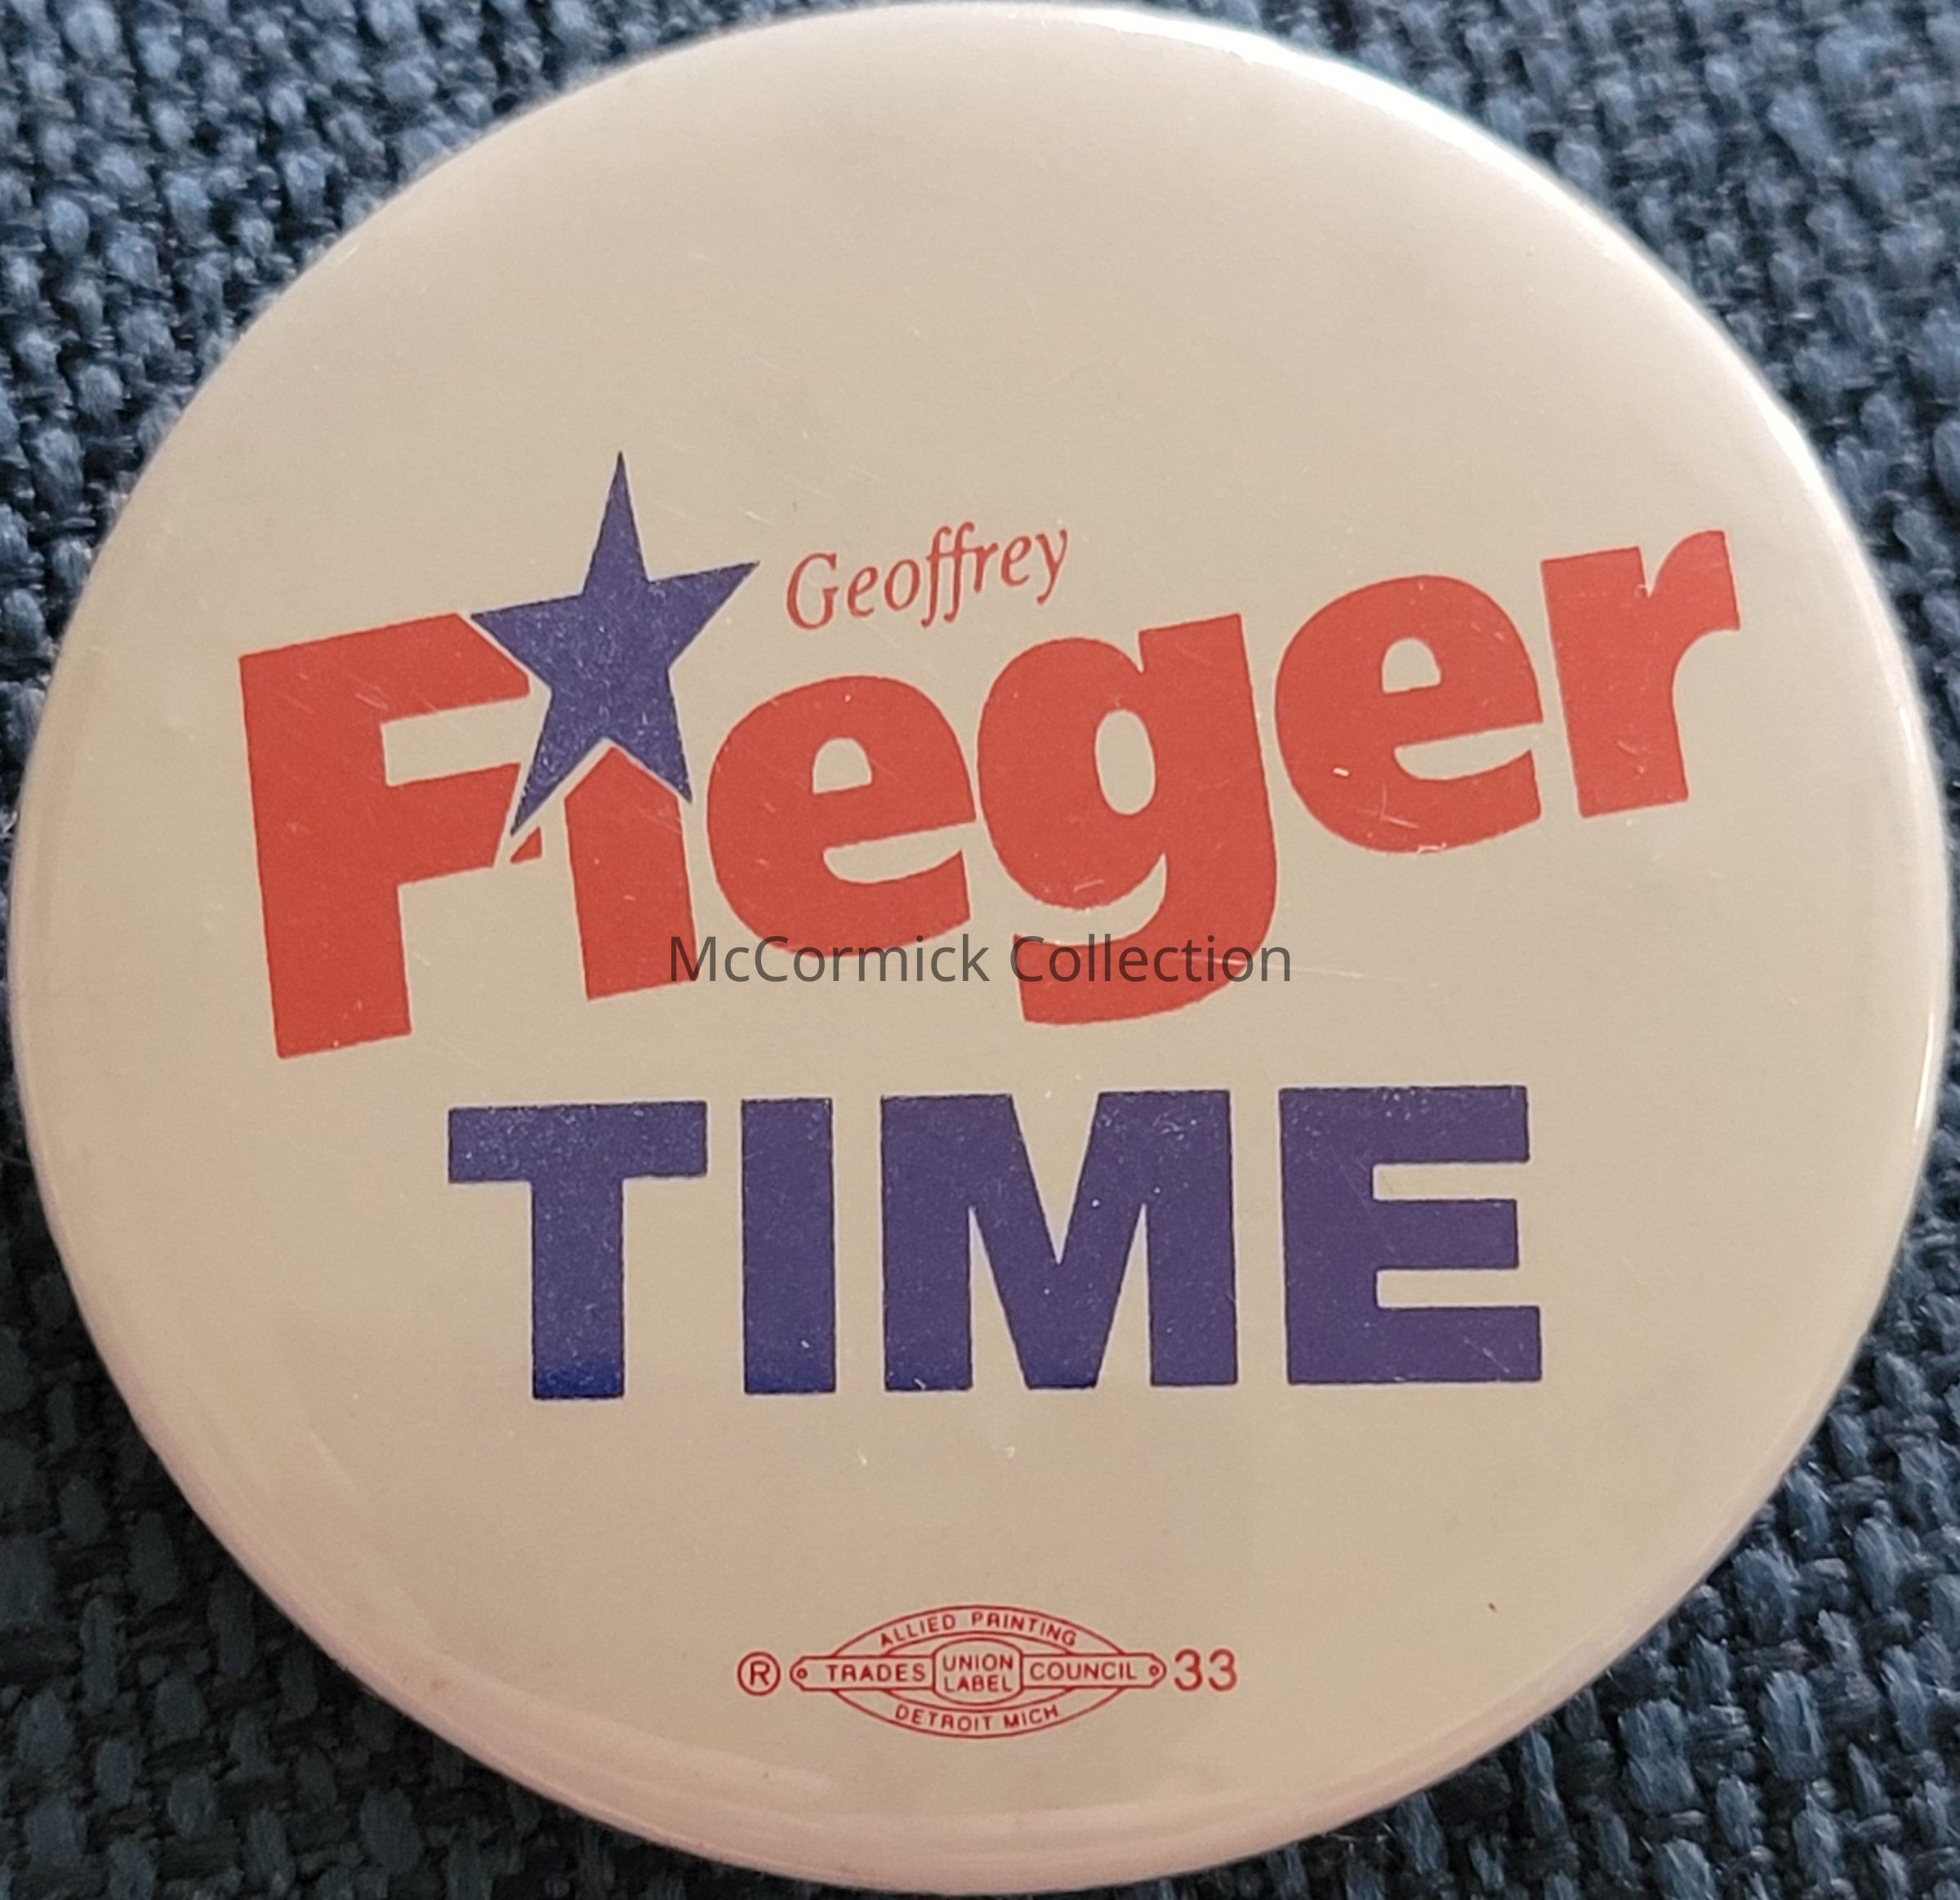 Geoffrey
Fieger
McCormick Collection
TIME
ALLIED PRINTING
® TRADES UNION LABEL COUNCIL 33
DETROIT MICH